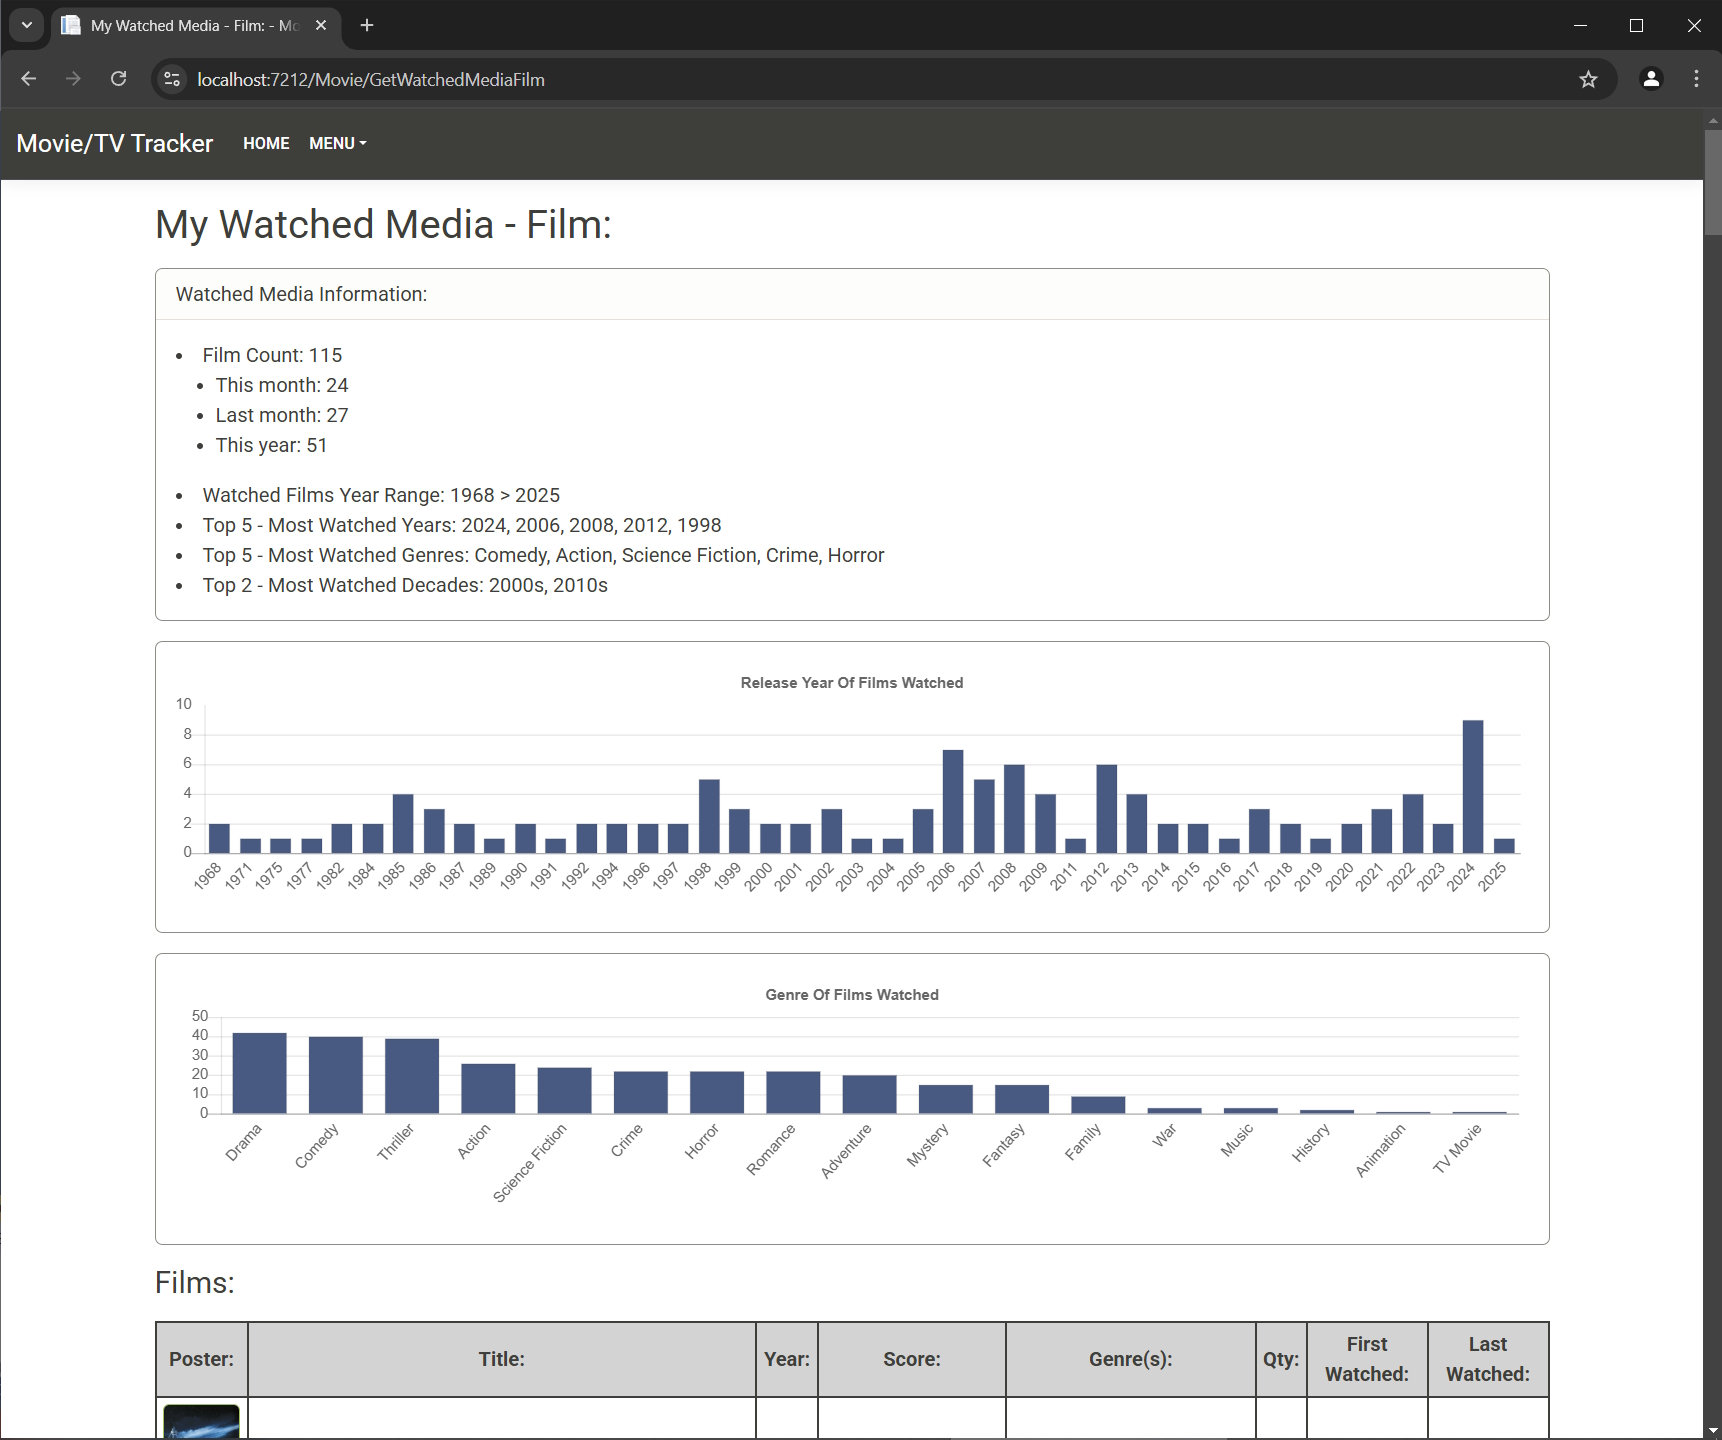 My Watched Media - Film: - Mo
localhost:7212/Movie/GetWatchedMediaFilm
Movie/TV Tracker HOME MENU
My Watched Media - Film:
Watched Media Information:
• Film Count: 115
• This month: 24
• Last month: 27
• This year: 51
• Watched Films Year Range: 1968 > 2025
• Top 5 - Most Watched Years: 2024, 2006, 2008, 2012, 1998
• Top 5 - Most Watched Genres: Comedy, Action, Science Fiction, Crime, Horror
• Top 2 - Most Watched Decades: 2000s, 2010s
Release Year Of Films Watched
10
8
6
4
2
0
1968 1971 1975 1977 1982 1984 1985 1986 1987 1989 1990 1991 1992 1994 1996 1997 1998 1999 2000 2001 2002 2003 2004 2005 2006 2007 2008 2009 2011 2012 2013 2014 2015 2016 2017 2018 2019 2020 2021 2022 2023 2024 2025
Genre Of Films Watched
50
40
30
20
10
0
Drama Comedy Thriller Action Science Fiction Crime Horror Romance Adventure Mystery Fantasy Family War Music History Animation TV Movie
Films:
Poster: Title: Year: Score: Genre(s): Qty: First Watched: Last Watched: